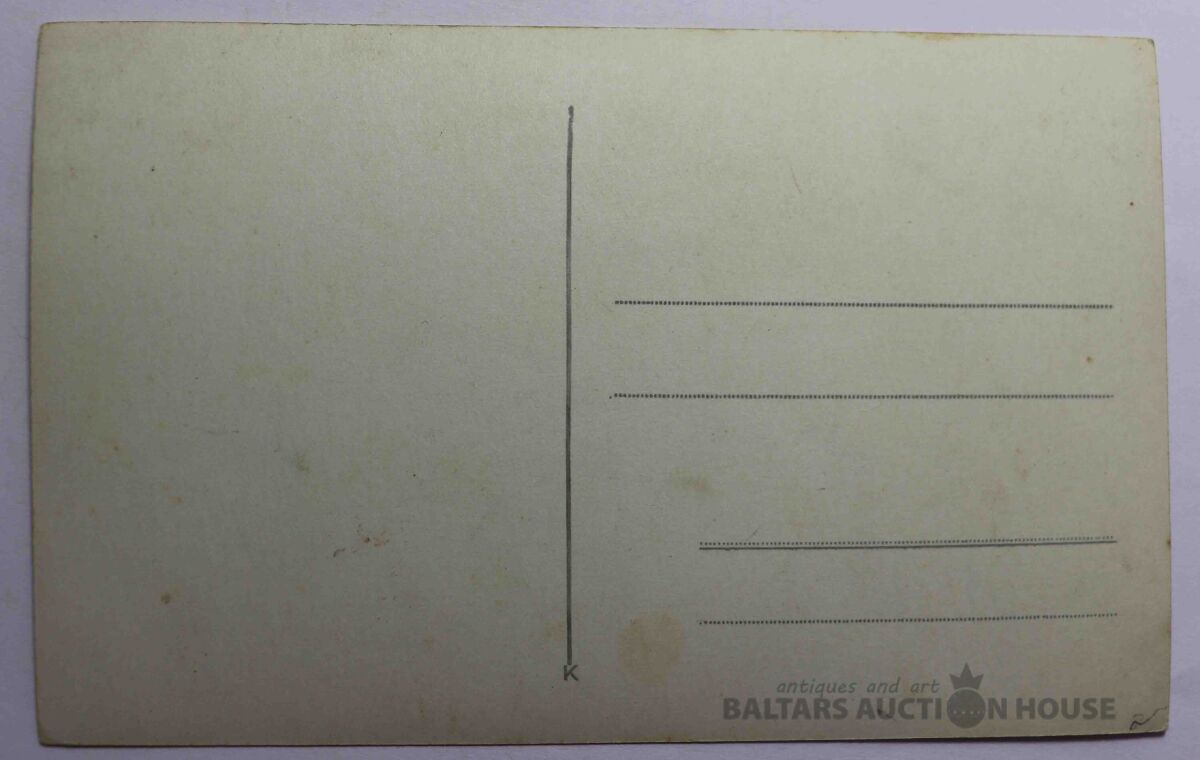 K
antiques and art
BALTARS AUCTION HOUSE